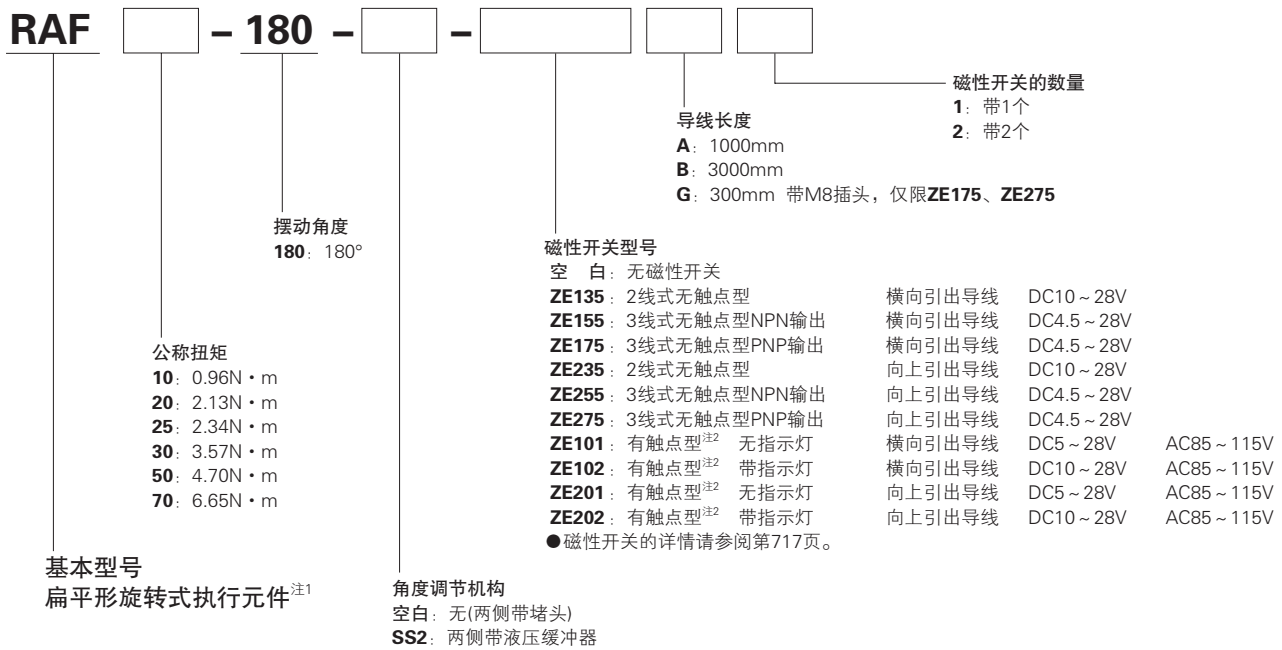 RAF – 180 – –
磁性开关的数量
1：带1个
2：带2个
导线长度
A：1000mm
B：3000mm
G：300mm 带M8插头，仅限ZE175、ZE275
摆动角度
180：180°
磁性开关型号
空 白：无磁性开关
ZE135：2线式无触点型 横向引出导线 DC10～28V
ZE155：3线式无触点型NPN输出 横向引出导线 DC4.5～28V
ZE175：3线式无触点型PNP输出 横向引出导线 DC4.5～28V
ZE235：2线式无触点型 向上引出导线 DC10～28V
ZE255：3线式无触点型NPN输出 向上引出导线 DC4.5～28V
ZE275：3线式无触点型PNP输出 向上引出导线 DC4.5～28V
ZE101：有触点型注2 无指示灯 横向引出导线 DC5～28V AC85～115V
ZE102：有触点型注2 带指示灯 横向引出导线 DC10～28V AC85～115V
ZE201：有触点型注2 无指示灯 向上引出导线 DC5～28V AC85～115V
ZE202：有触点型注2 带指示灯 向上引出导线 DC10～28V AC85～115V
●磁性开关的详情请参阅第717页。
公称扭矩
10：0.96N・m
20：2.13N・m
25：2.34N・m
30：3.57N・m
50：4.70N・m
70：6.65N・m
基本型号
扁平形旋转式执行元件注1
角度调节机构
空白：无(两侧带堵头)
SS2：两侧带液压缓冲器